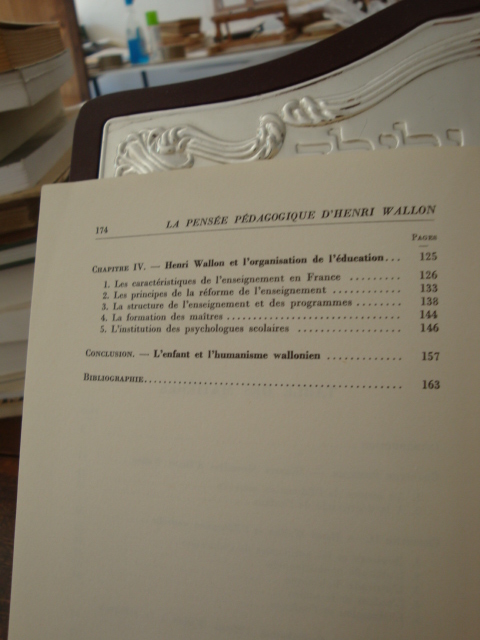 174 LA PENSÉE PÉDAGOGIQUE D'HENRI WALLON
PAGES
CHAPITRE IV. — Henri Wallon et l'organisation de l'éducation... 125
1. Les caractéristiques de l'enseignement en France ......... 126
2. Les principes de la réforme de l'enseignement ............ 133
3. La structure de l'enseignement et des programmes ........ 138
4. La formation des maîtres ............................... 144
5. L'institution des psychologues scolaires .................. 146
CONCLUSION. — L'enfant et l'humanisme wallonien ............. 157
BIBLIOGRAPHIE............................................. 163